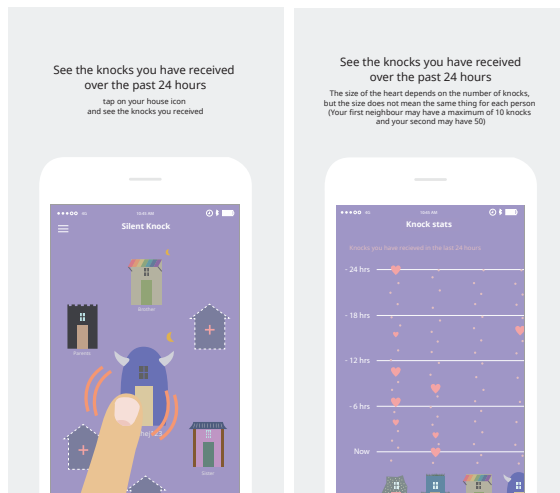 See the knocks you have received
over the past 24 hours
tap on your house icon
and see the knocks you received
10:45 AM
Silent Knock
Brother
Parents
Sister
See the knocks you have received
over the past 24 hours
The size of the heart depends on the number of knocks,
but the size does not mean the same thing for each person
(Your first neighbour may have a maximum of 10 knocks
and your second may have 50)
10:45 AM
Knock stats
Knocks you have received in the last 24 hours
- 24 hrs
- 18 hrs
- 12 hrs
- 6 hrs
Now